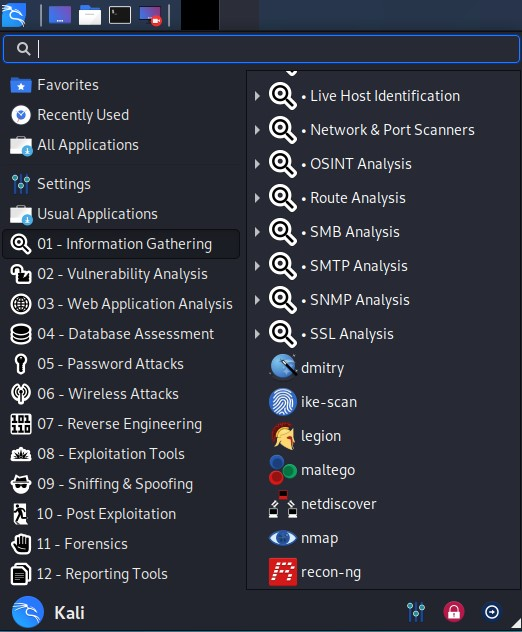 Favorites
Recently Used
All Applications
Settings
Usual Applications
01 - Information Gathering
02 - Vulnerability Analysis
03 - Web Application Analysis
04 - Database Assessment
05 - Password Attacks
06 - Wireless Attacks
07 - Reverse Engineering
08 - Exploitation Tools
09 - Sniffing & Spoofing
10 - Post Exploitation
11 - Forensics
12 - Reporting Tools
• Live Host Identification
• Network & Port Scanners
• OSINT Analysis
• Route Analysis
• SMB Analysis
• SMTP Analysis
• SNMP Analysis
• SSL Analysis
dmitry
ike-scan
legion
maltego
netdiscover
nmap
recon-ng
Kali